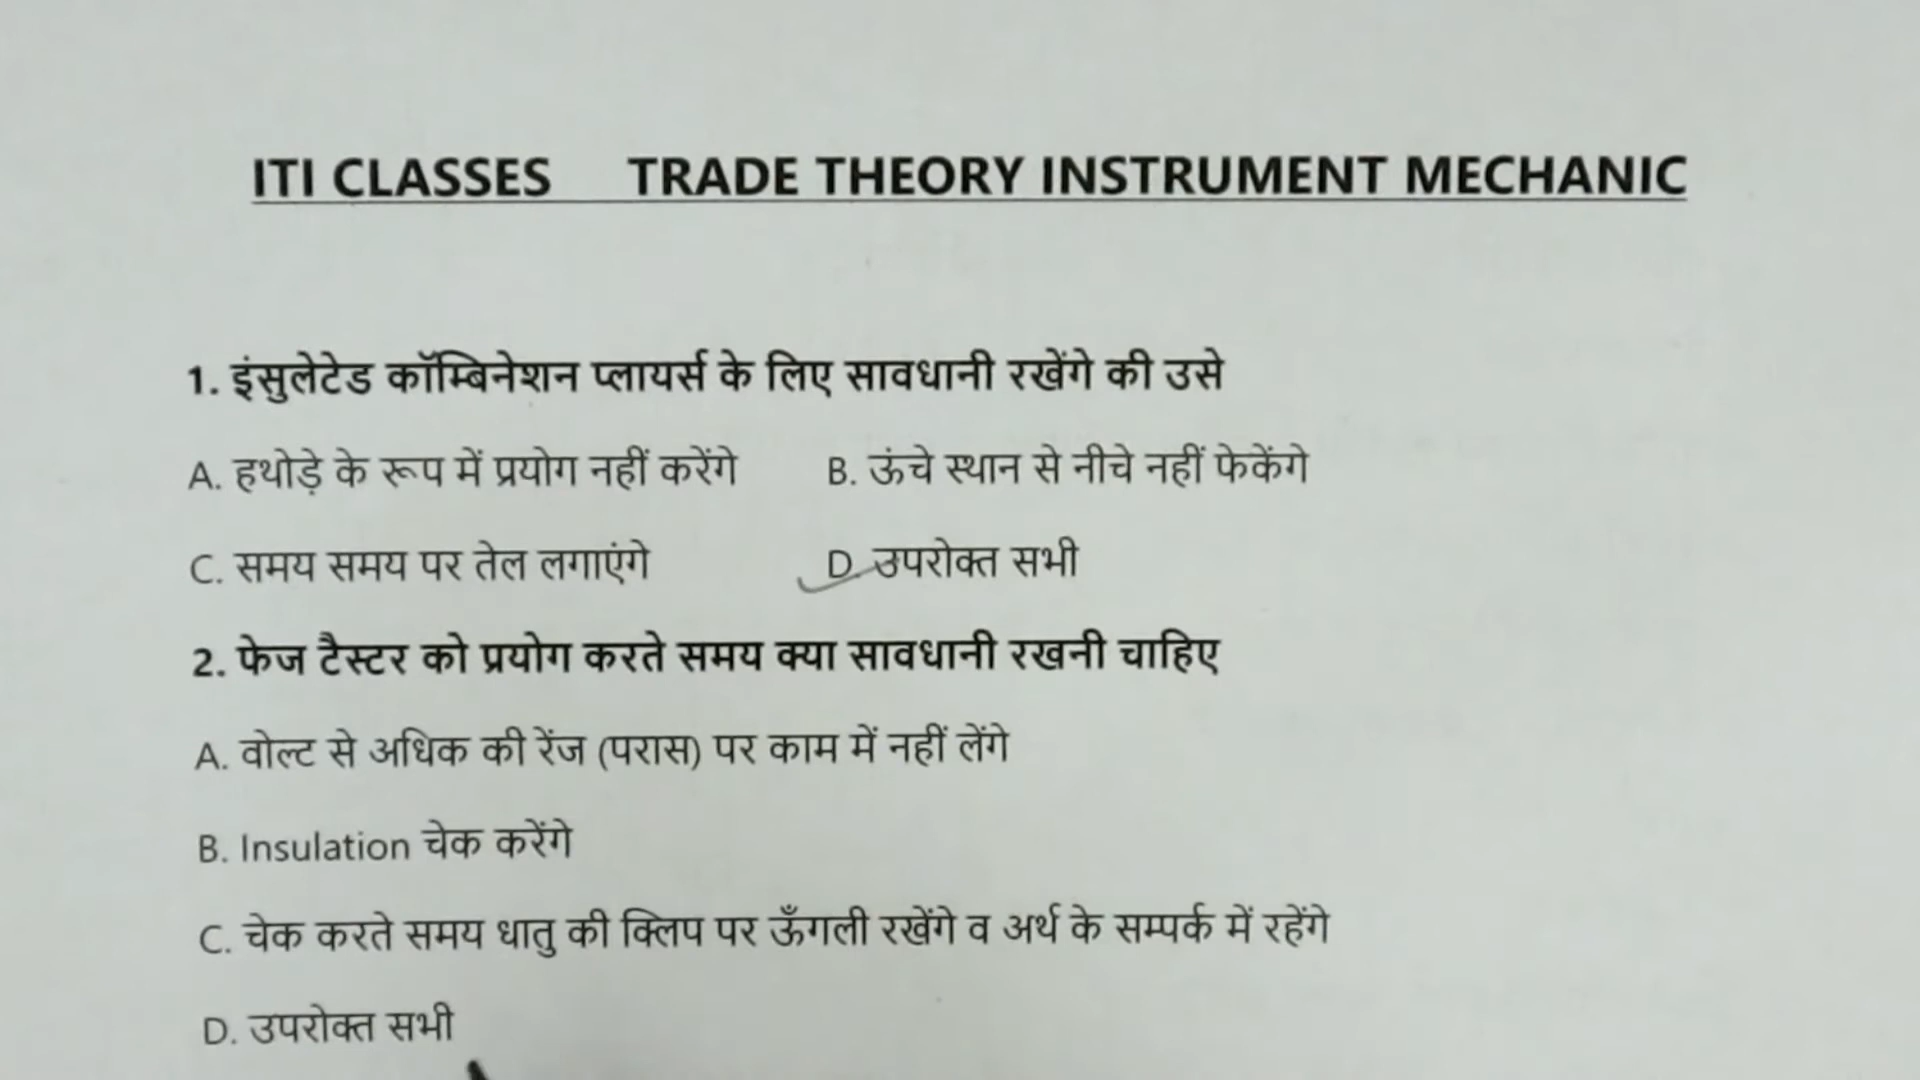 ITI CLASSES TRADE THEORY INSTRUMENT MECHANIC
1. इंसुलेटेड कॉम्बिनेशन प्लायर्स के लिए सावधानी रखेंगे की उसे
A. हथोड़े के रूप में प्रयोग नहीं करेंगे B. ऊंचे स्थान से नीचे नहीं फेकेंगे
C. समय समय पर तेल लगाएंगे D. उपरोक्त सभी
2. फेज टैस्टर को प्रयोग करते समय क्या सावधानी रखनी चाहिए
A. वोल्ट से अधिक की रेंज (परास) पर काम में नहीं लेंगे
B. Insulation चेक करेंगे
C. चेक करते समय धातु की क्लिप पर ऊँगली रखेंगे व अर्थ के सम्पर्क में रहेंगे
D. उपरोक्त सभी